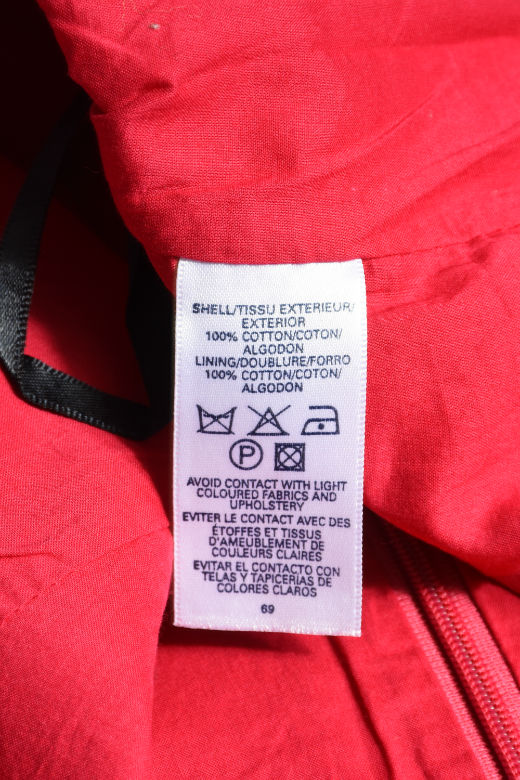 SHELL/TISSU EXTERIEUR/
EXTERIOR
100% COTTON/COTON/
ALGODON
LINING/DOUBLURE/FORRO
100% COTTON/COTON/
ALGODON
P
AVOID CONTACT WITH LIGHT
COLOURED FABRICS AND
UPHOLSTERY
EVITER LE CONTACT AVEC DES
ÉTOFFES ET TISSUS
D'AMEUBLEMENT DE
COULEURS CLAIRES
EVITAR EL CONTACTO CON
TELAS Y TAPICERÍAS DE
COLORES CLAROS
69